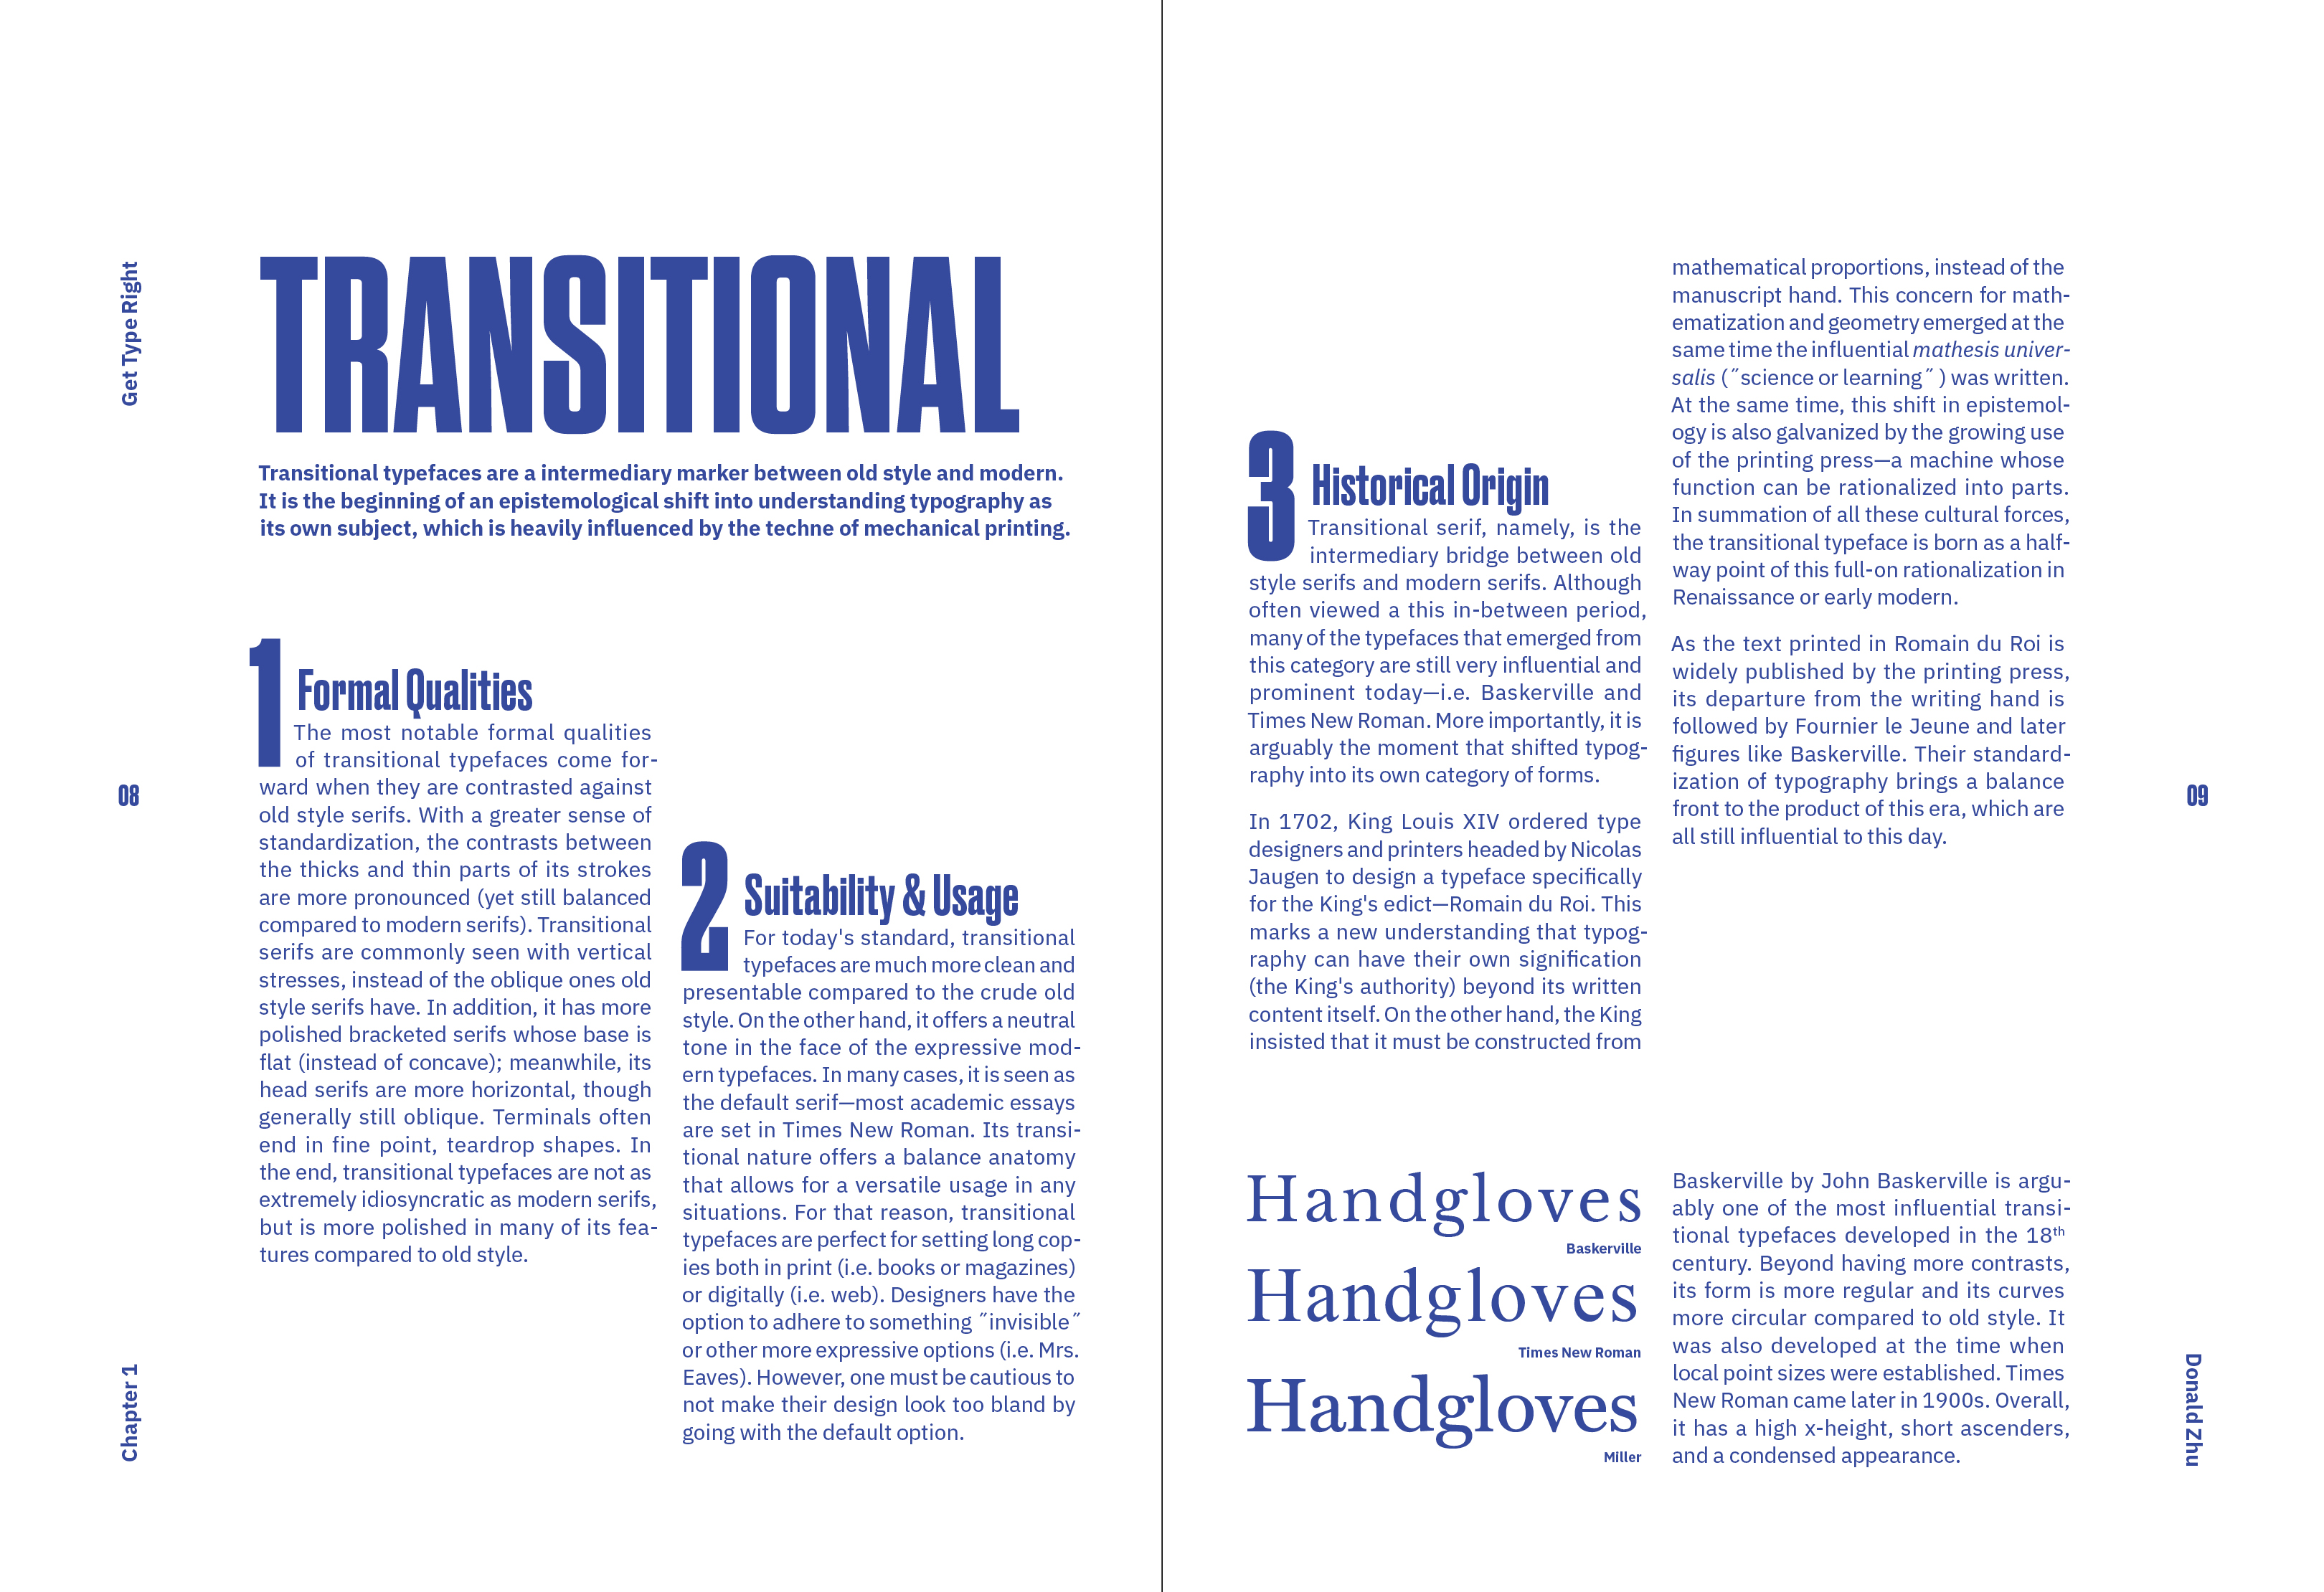 Get Type Right
TRANSITIONAL
Transitional typefaces are a intermediary marker between old style and modern.
It is the beginning of an epistemological shift into understanding typography as
its own subject, which is heavily influenced by the techne of mechanical printing.
1 Formal Qualities
The most notable formal qualities
of transitional typefaces come for-
ward when they are contrasted against
old style serifs. With a greater sense of
standardization, the contrasts between
the thicks and thin parts of its strokes
are more pronounced (yet still balanced
compared to modern serifs). Transitional
serifs are commonly seen with vertical
stresses, instead of the oblique ones old
style serifs have. In addition, it has more
polished bracketed serifs whose base is
flat (instead of concave); meanwhile, its
head serifs are more horizontal, though
generally still oblique. Terminals often
end in fine point, teardrop shapes. In
the end, transitional typefaces are not as
extremely idiosyncratic as modern serifs,
but is more polished in many of its fea-
tures compared to old style.
2 Suitability & Usage
For today's standard, transitional
typefaces are much more clean and
presentable compared to the crude old
style. On the other hand, it offers a neutral
tone in the face of the expressive mod-
ern typefaces. In many cases, it is seen as
the default serif—most academic essays
are set in Times New Roman. Its transi-
tional nature offers a balance anatomy
that allows for a versatile usage in any
situations. For that reason, transitional
typefaces are perfect for setting long cop-
ies both in print (i.e. books or magazines)
or digitally (i.e. web). Designers have the
option to adhere to something ˝invisible˝
or other more expressive options (i.e. Mrs.
Eaves). However, one must be cautious to
not make their design look too bland by
going with the default option.
08
Chapter 1
3 Historical Origin
Transitional serif, namely, is the
intermediary bridge between old
style serifs and modern serifs. Although
often viewed a this in-between period,
many of the typefaces that emerged from
this category are still very influential and
prominent today—i.e. Baskerville and
Times New Roman. More importantly, it is
arguably the moment that shifted typog-
raphy into its own category of forms.
In 1702, King Louis XIV ordered type
designers and printers headed by Nicolas
Jaugen to design a typeface specifically
for the King's edict—Romain du Roi. This
marks a new understanding that typog-
raphy can have their own signification
(the King's authority) beyond its written
content itself. On the other hand, the King
insisted that it must be constructed from
mathematical proportions, instead of the
manuscript hand. This concern for math-
ematization and geometry emerged at the
same time the influential mathesis univer-
salis (˝science or learning˝ ) was written.
At the same time, this shift in epistemol-
ogy is also galvanized by the growing use
of the printing press—a machine whose
function can be rationalized into parts.
In summation of all these cultural forces,
the transitional typeface is born as a half-
way point of this full-on rationalization in
Renaissance or early modern.
As the text printed in Romain du Roi is
widely published by the printing press,
its departure from the writing hand is
followed by Fournier le Jeune and later
figures like Baskerville. Their standard-
ization of typography brings a balance
front to the product of this era, which are
all still influential to this day.
09
Handgloves
Baskerville
Handgloves
Times New Roman
Handgloves
Miller
Baskerville by John Baskerville is argu-
ably one of the most influential transi-
tional typefaces developed in the 18th
century. Beyond having more contrasts,
its form is more regular and its curves
more circular compared to old style. It
was also developed at the time when
local point sizes were established. Times
New Roman came later in 1900s. Overall,
it has a high x-height, short ascenders,
and a condensed appearance.
Donald Zhu